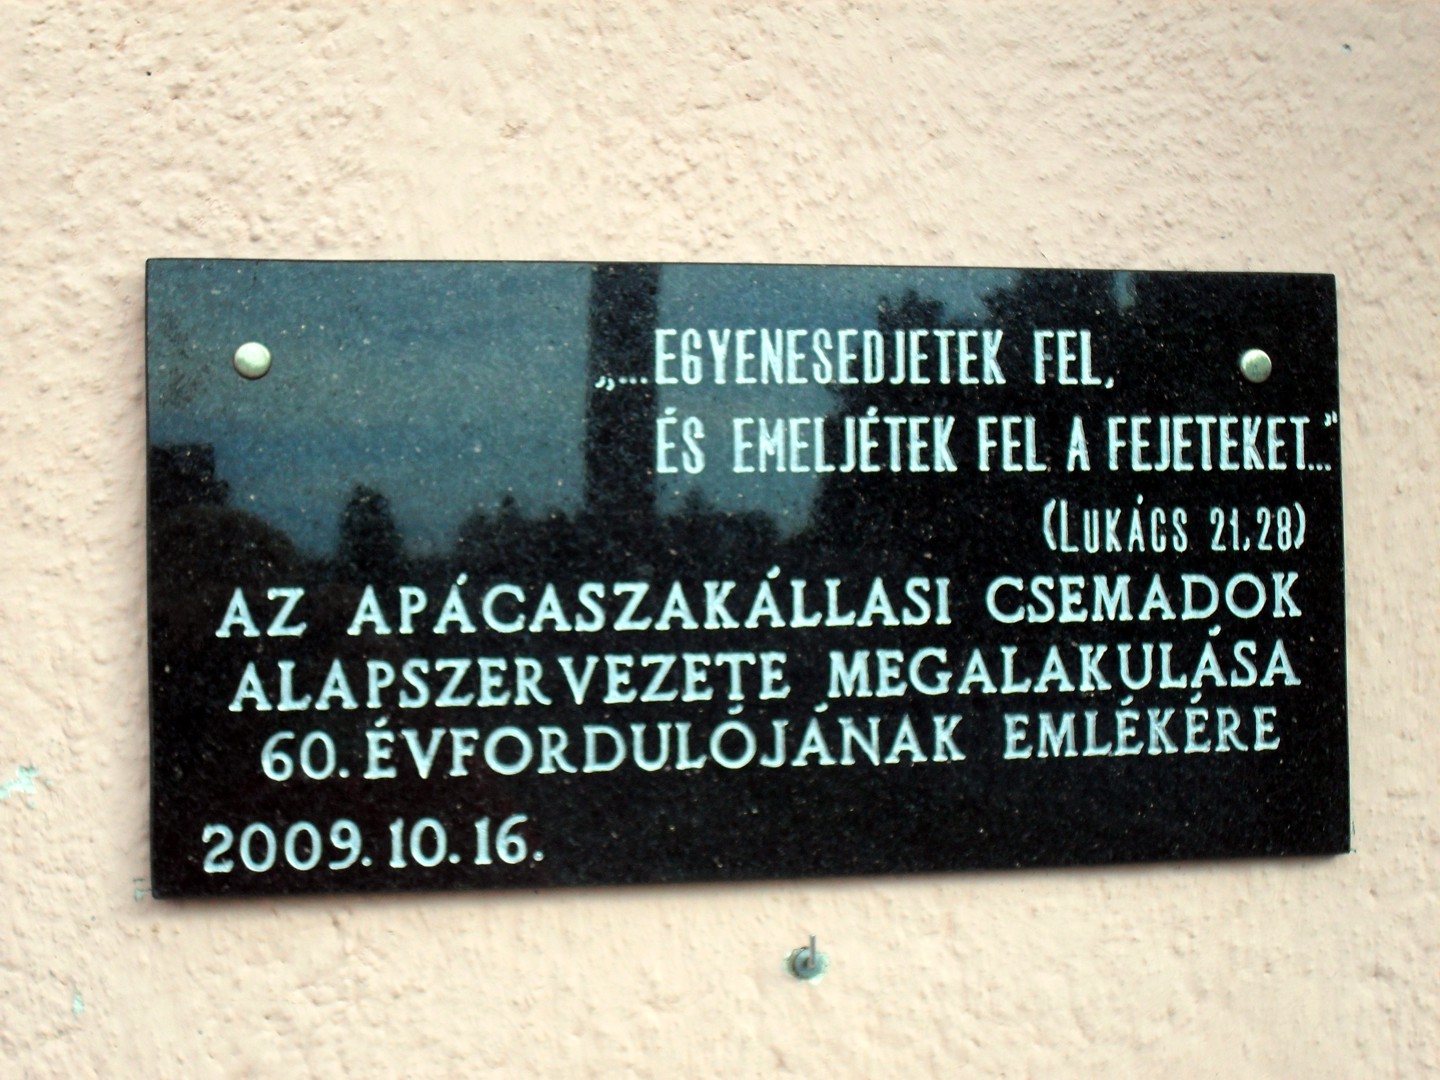 „...EGYENESEDJETEK FEL,
ÉS EMELJÉTEK FEL A FEJETEKET..."
(LUKÁCS 21,28)
AZ APÁCASZAKÁLLASI CSEMADOK
ALAPSZERVEZETE MEGALAKULÁSA
60. ÉVFORDULÓJÁNAK EMLÉKÉRE
2009. 10. 16.